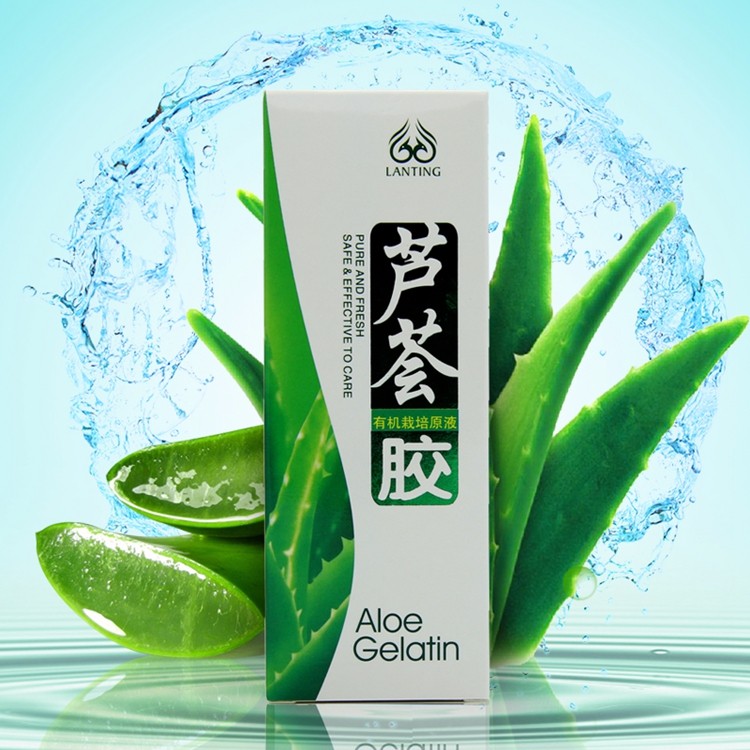 LANTING
PURE AND FRESH
SAFE & EFFECTIVE TO CARE
芦荟
有机栽培原液
胶
Aloe
Gelatin